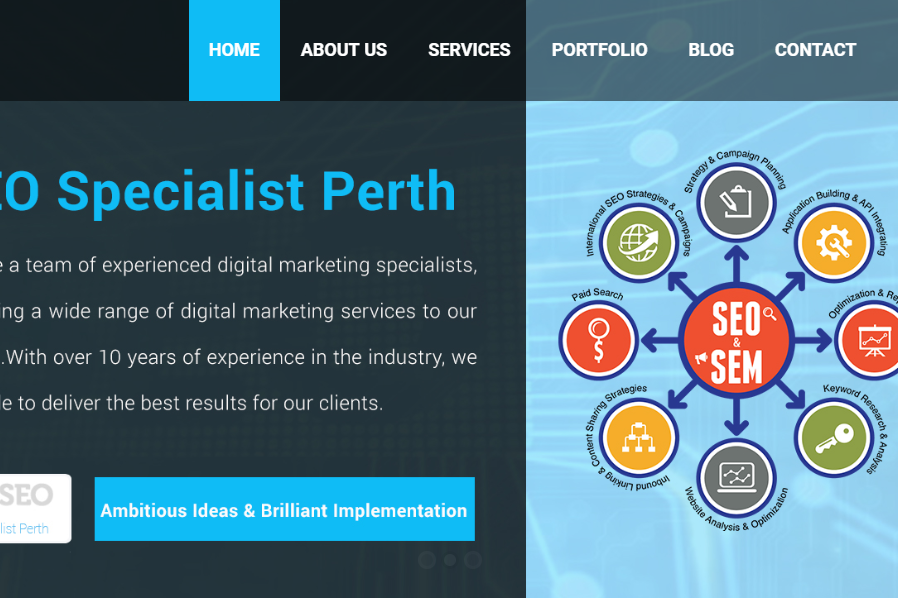 HOME ABOUT US SERVICES PORTFOLIO BLOG CONTACT
EO Specialist Perth
e a team of experienced digital marketing specialists,
ing a wide range of digital marketing services to our
.With over 10 years of experience in the industry, we
le to deliver the best results for our clients.
SEO
list Perth
Ambitious Ideas & Brilliant Implementation
Strategy & Campaign Planning
International SEO Strategies & Campaigns
Application Building & API Integrating
Paid Search
SEO
&
SEM
Optimization & Re
Inbound Linking & Content Sharing Strategies
Keyword Research & Analysis
Website Analysis & Optimization